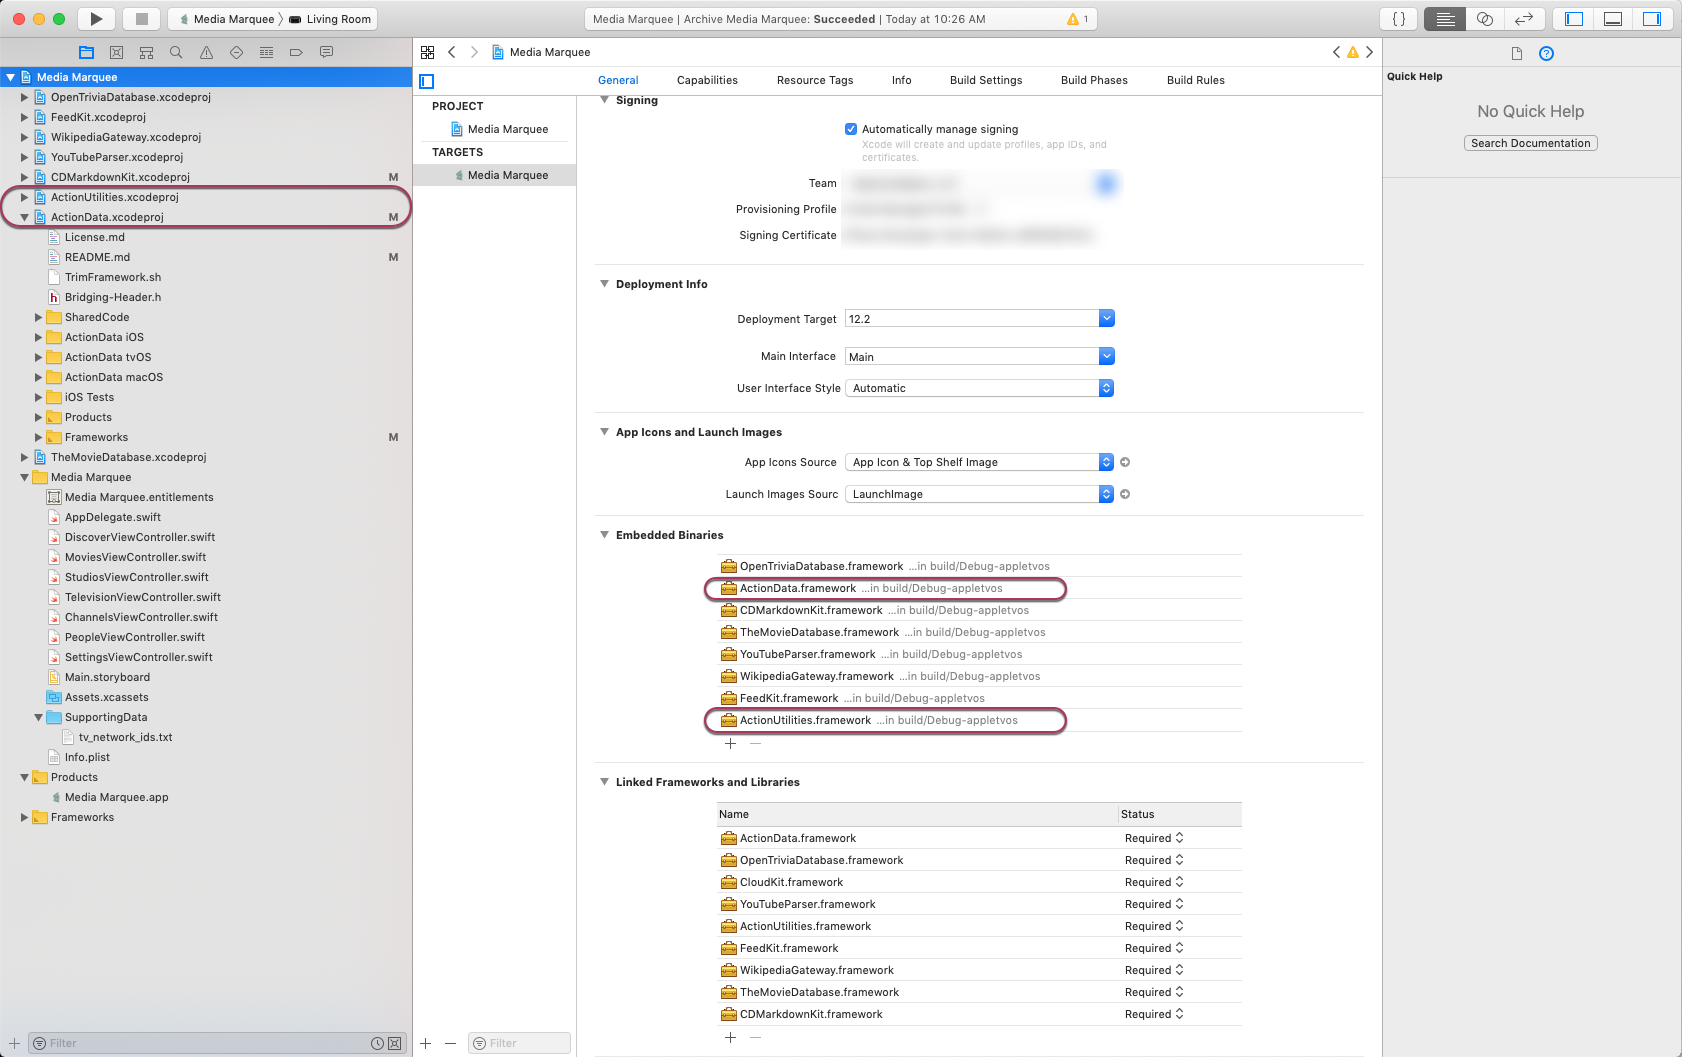 Media Marquee 〉 Living Room
Media Marquee | Archive Media Marquee: Succeeded | Today at 10:26 AM
1
{ }
Media Marquee
OpenTriviaDatabase.xcodeproj
FeedKit.xcodeproj
WikipediaGateway.xcodeproj
YouTubeParser.xcodeproj
CDMarkdownKit.xcodeproj M
ActionUtilities.xcodeproj
ActionData.xcodeproj M
License.md
README.md M
TrimFramework.sh
h Bridging-Header.h
SharedCode
ActionData iOS
ActionData tvOS
ActionData macOS
iOS Tests
Products
Frameworks M
TheMovieDatabase.xcodeproj
Media Marquee
Media Marquee.entitlements
AppDelegate.swift
DiscoverViewController.swift
MoviesViewController.swift
StudiosViewController.swift
TelevisionViewController.swift
ChannelsViewController.swift
PeopleViewController.swift
SettingsViewController.swift
Main.storyboard
Assets.xcassets
SupportingData
tv_network_ids.txt
Info.plist
Products
Media Marquee.app
Frameworks
Filter
Media Marquee
General Capabilities Resource Tags Info Build Settings Build Phases Build Rules
PROJECT
Media Marquee
TARGETS
Media Marquee
Filter
Signing
Automatically manage signing
Xcode will create and update profiles, app IDs, and
certificates.
Team
Provisioning Profile
Signing Certificate
Deployment Info
Deployment Target 12.2
Main Interface Main
User Interface Style Automatic
App Icons and Launch Images
App Icons Source App Icon & Top Shelf Image
Launch Images Sourc LaunchImage
Embedded Binaries
OpenTriviaDatabase.framework ...in build/Debug-appletvos
ActionData.framework ...in build/Debug-appletvos
CDMarkdownKit.framework ...in build/Debug-appletvos
TheMovieDatabase.framework ...in build/Debug-appletvos
YouTubeParser.framework ...in build/Debug-appletvos
WikipediaGateway.framework ...in build/Debug-appletvos
FeedKit.framework ...in build/Debug-appletvos
ActionUtilities.framework ...in build/Debug-appletvos
Linked Frameworks and Libraries
Name Status
ActionData.framework Required
OpenTriviaDatabase.framework Required
CloudKit.framework Required
YouTubeParser.framework Required
ActionUtilities.framework Required
FeedKit.framework Required
WikipediaGateway.framework Required
TheMovieDatabase.framework Required
CDMarkdownKit.framework Required
Quick Help
No Quick Help
Search Documentation